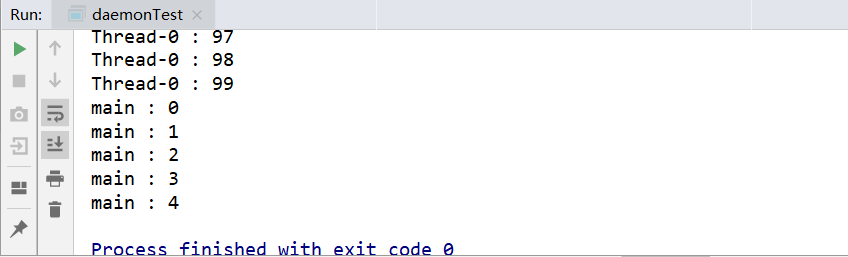 Run: daemonTest
Thread-0 : 97
Thread-0 : 98
Thread-0 : 99
main : 0
main : 1
main : 2
main : 3
main : 4
Process finished with exit code 0